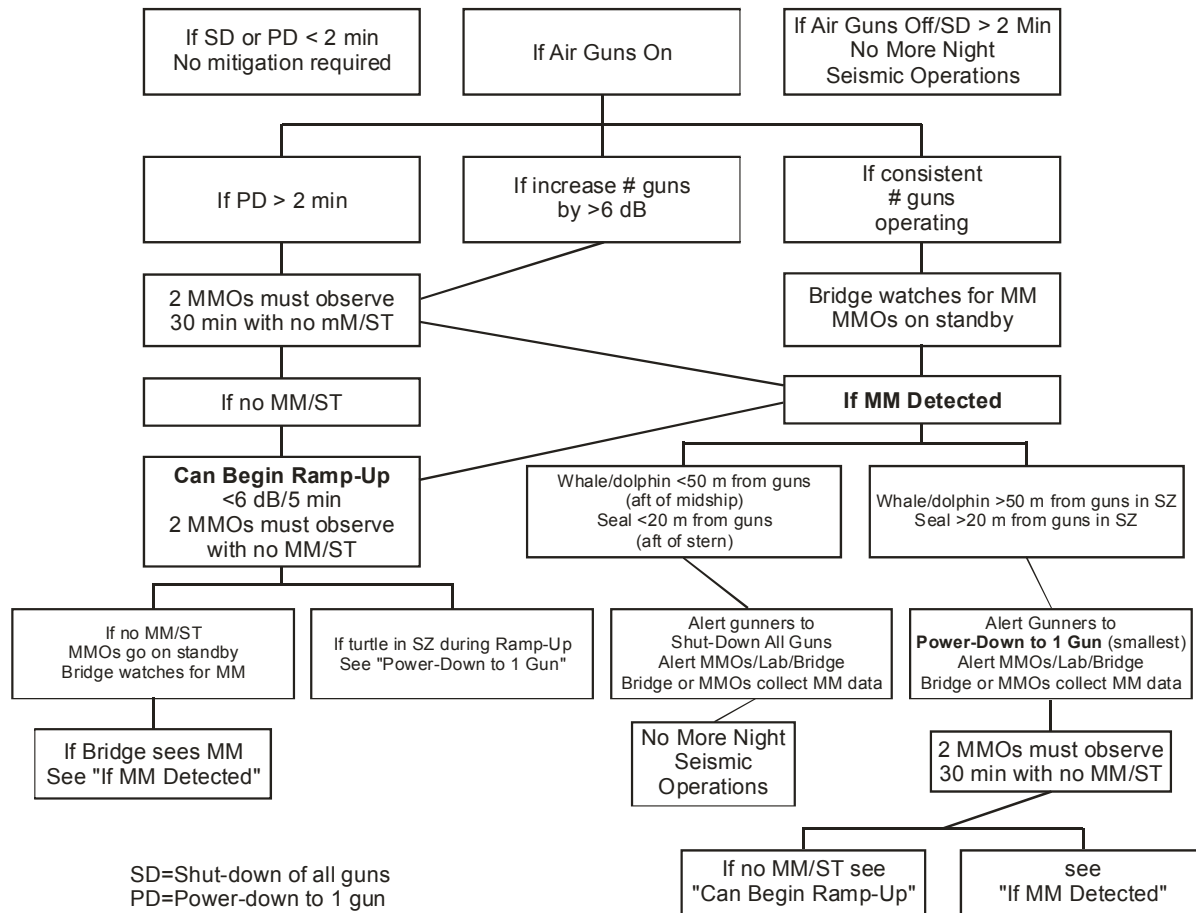 If SD or PD < 2 min
No mitigation required
If Air Guns On
If Air Guns Off/SD > 2 Min
No More Night
Seismic Operations
If PD > 2 min
If increase # guns
by >6 dB
If consistent
# guns
operating
2 MMOs must observe
30 min with no mM/ST
Bridge watches for MM
MMOs on standby
If no MM/ST
If MM Detected
Can Begin Ramp-Up
<6 dB/5 min
2 MMOs must observe
with no MM/ST
Whale/dolphin <50 m from guns
(aft of midship)
Seal <20 m from guns
(aft of stern)
Whale/dolphin >50 m from guns in SZ
Seal >20 m from guns in SZ
If no MM/ST
MMOs go on standby
Bridge watches for MM
If turtle in SZ during Ramp-Up
See "Power-Down to 1 Gun"
Alert gunners to
Shut-Down All Guns
Alert MMOs/Lab/Bridge
Bridge or MMOs collect MM data
Alert Gunners to
Power-Down to 1 Gun (smallest)
Alert MMOs/Lab/Bridge
Bridge or MMOs collect MM data
If Bridge sees MM
See "If MM Detected"
No More Night
Seismic
Operations
2 MMOs must observe
30 min with no MM/ST
If no MM/ST see
"Can Begin Ramp-Up"
see
"If MM Detected"
SD=Shut-down of all guns
PD=Power-down to 1 gun